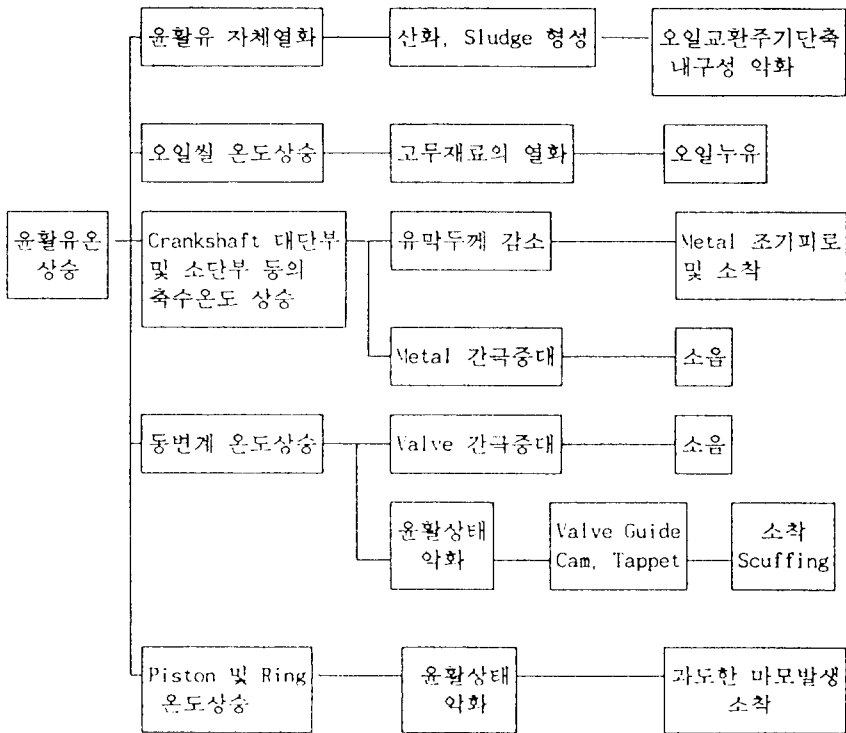 윤활유 자체열화
산화, Sludge 형성
오일교환주기단축
내구성 악화
오일씰 온도상승
고무재료의 열화
오일누유
윤활유온
상승
Crankshaft 대단부
및 소단부 등의
축수온도 상승
유막두께 감소
Metal 조기피로
및 소착
Metal 간극증대
소음
동변계 온도상승
Valve 간극증대
소음
윤활상태
악화
Valve Guide
Cam, Tappet
소착
Scuffing
Piston 및 Ring
온도상승
윤활상태
악화
과도한 마모발생
소착